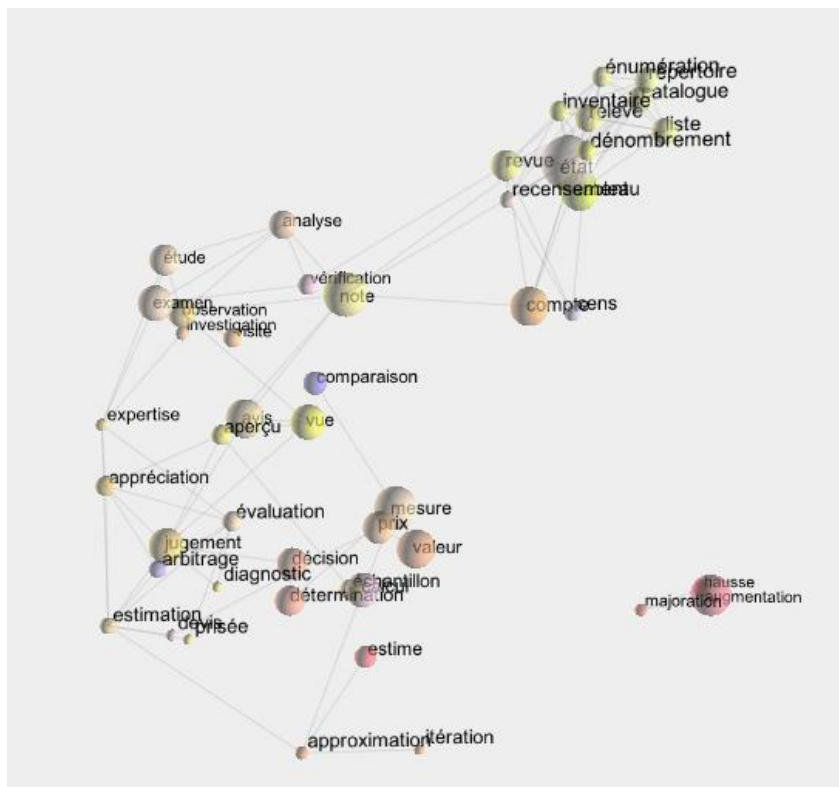 énumération
répertoire
catalogue
inventaire
relevé
liste
dénombrement
revue
état
recensement
analyse
étude
vérification
note
examen
observation
investigation
visite
compte
cens
comparaison
expertise
avis
aperçu
vue
appréciation
évaluation
mesure
prix
jugement
valeur
arbitrage
décision
diagnostic
échantillon
détermination
hausse
augmentation
majoration
estimation
devis
prisée
estime
approximation
itération